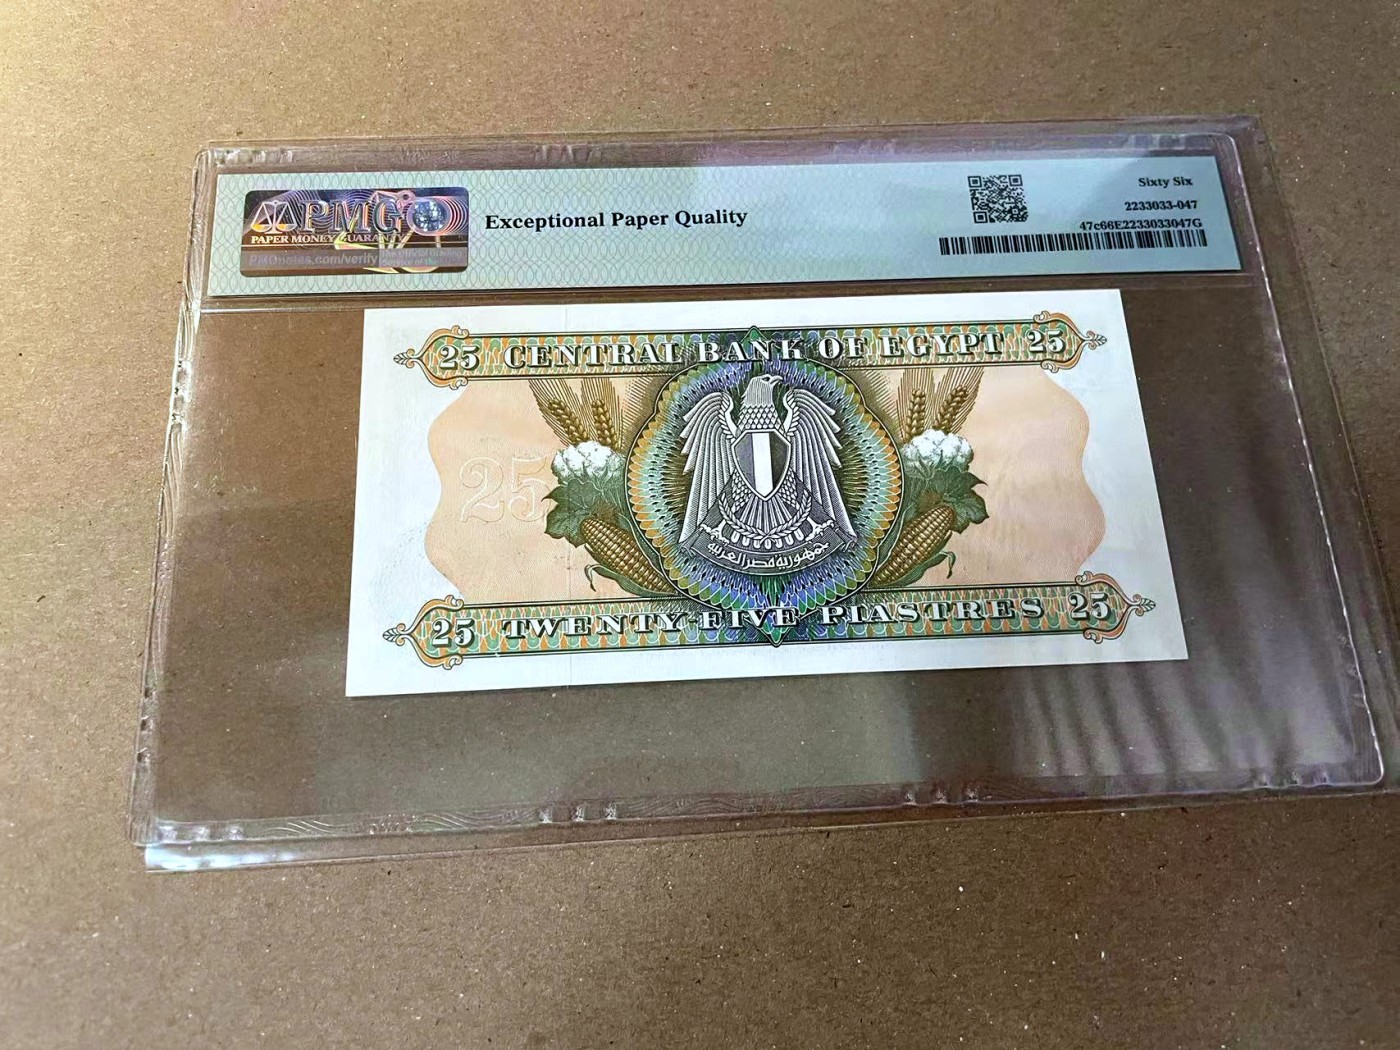 PMG
PAPER MONEY GUARANTY
PMGnotes.com/verify
Exceptional Paper Quality
Sixty Six
2233033-047
47c66E2233033047G
25 CENTRAL BANK OF EGYPT 25
25
جمهورية مصر العربية
25 TWENTY-FIVE PIASTRES 25